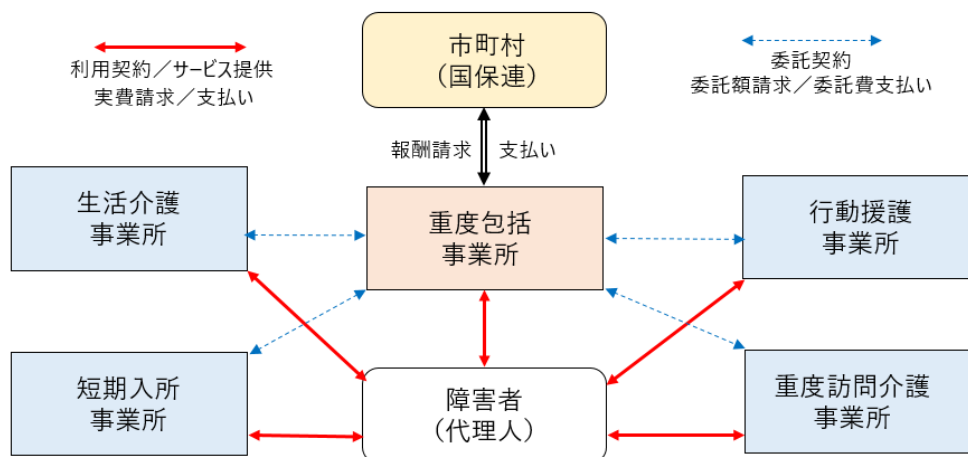 利用契約／サービス提供
実費請求／支払い
市町村
（国保連）
委託契約
委託額請求／委託費支払い
報酬請求
支払い
生活介護
事業所
重度包括
事業所
行動援護
事業所
短期入所
事業所
障害者
（代理人）
重度訪問介護
事業所